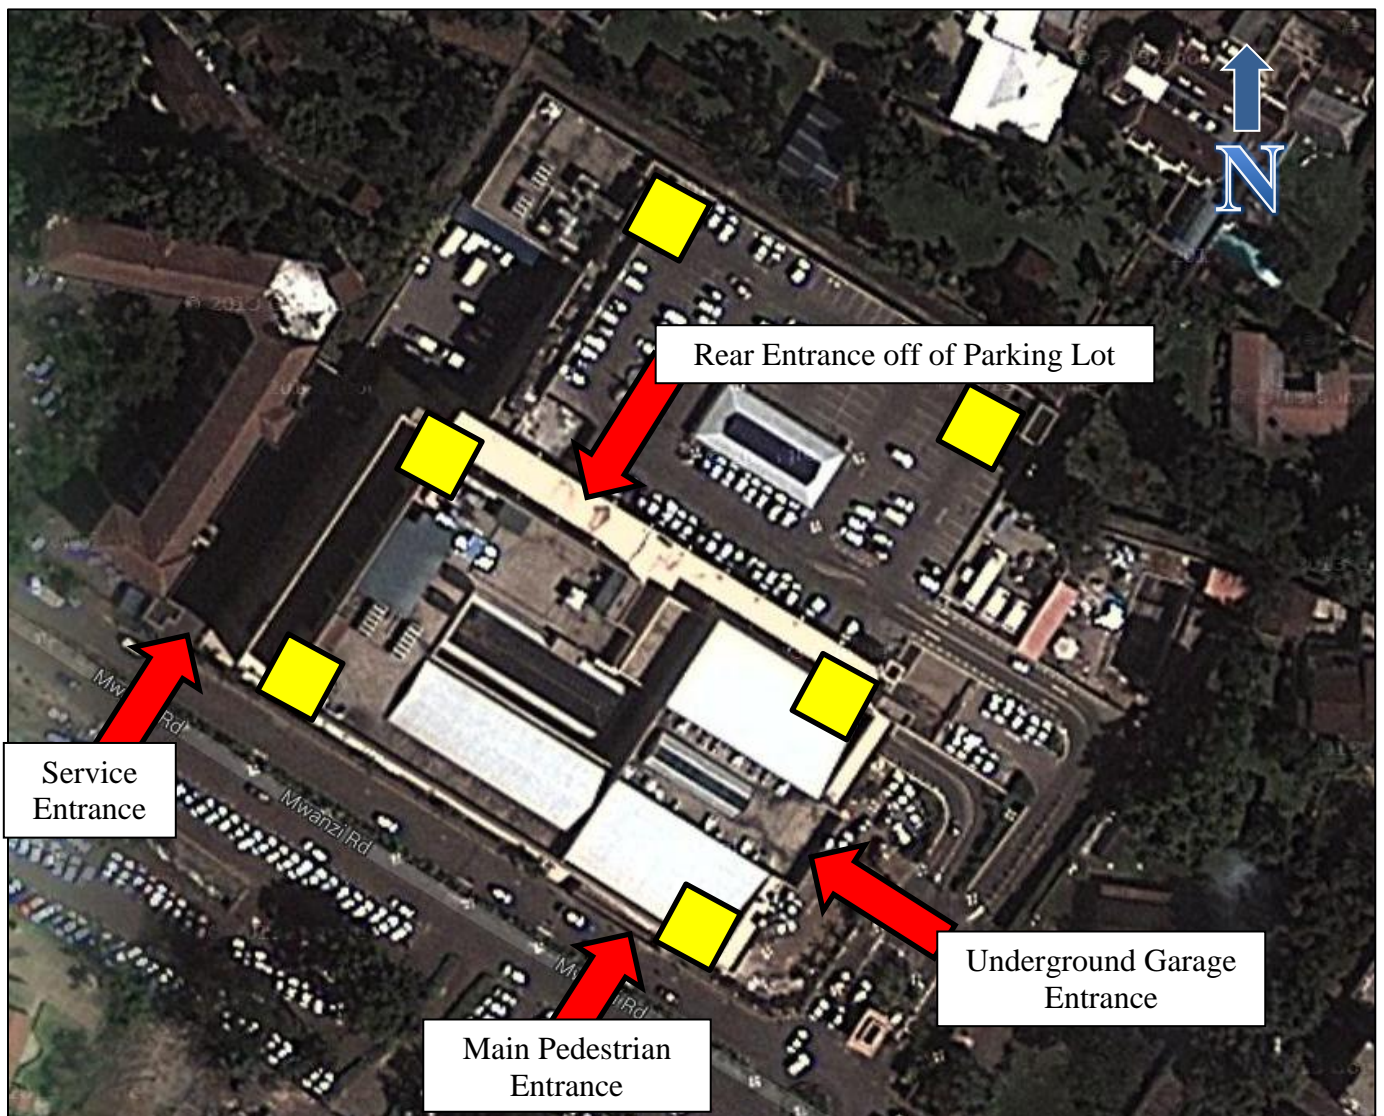 N
Rear Entrance off of Parking Lot
Service
Entrance
Mwanzi Rd
Main Pedestrian
Entrance
Underground Garage
Entrance